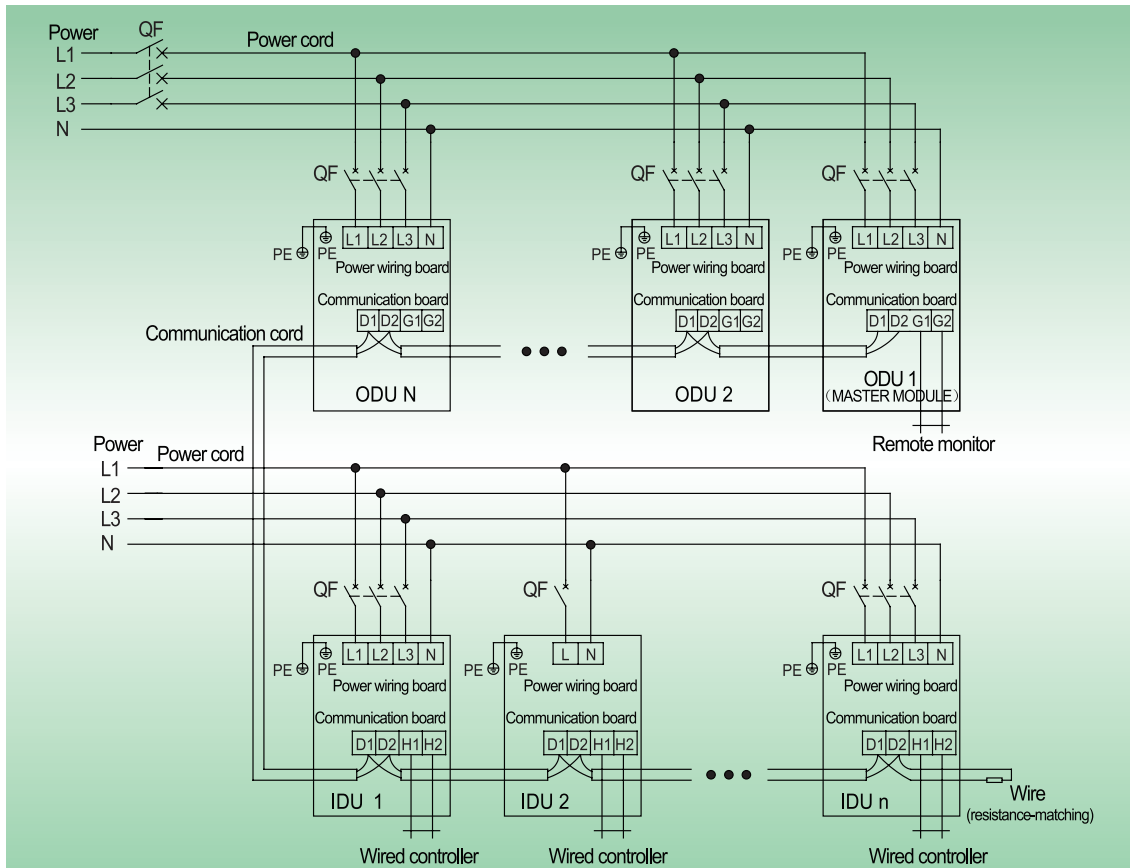 Power QF
L1 Power cord
L2
L3
N
QF QF QF
PE PE L1 L2 L3 N PE PE L1 L2 L3 N PE PE L1 L2 L3 N
Power wiring board Power wiring board Power wiring board
Communication board Communication board Communication board
D1 D2 G1 G2 D1 D2 G1 G2 D1 D2 G1 G2
Communication cord
ODU N ODU 2 ODU 1
(MASTER MODULE)
Remote monitor
Power
L1 Power cord
L2
L3
N
QF QF QF
PE PE L1 L2 L3 N PE PE L N PE PE L1 L2 L3 N
Power wiring board Power wiring board Power wiring board
Communication board Communication board Communication board
D1 D2 H1 H2 D1 D2 H1 H2 D1 D2 H1 H2
IDU 1 IDU 2 IDU n
Wire
(resistance-matching)
Wired controller Wired controller Wired controller